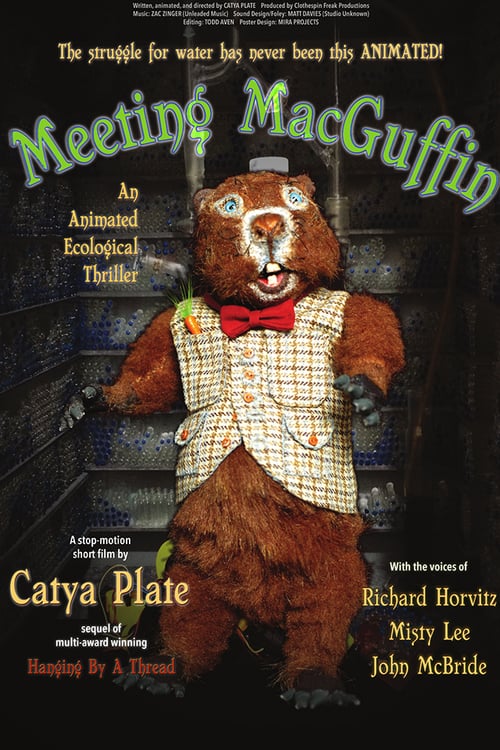 Written, animated, and directed by CATYA PLATE   Produced by Clothespin Freak Productions
Music: ZAC ZINGER (Unleaded Music)   Sound Design/Foley: MATT DAVIES (Studio Unknown)
Editing: TODD AVEN   Poster Design: MIRA PROJECTS
The struggle for water has never been this ANIMATED!
Meeting MacGuffin
An
Animated
Ecological
Thriller
A stop-motion
short film by
Catya Plate
sequel of
multi-award winning
Hanging By A Thread
With the voices of
Richard Horvitz
Misty Lee
John McBride